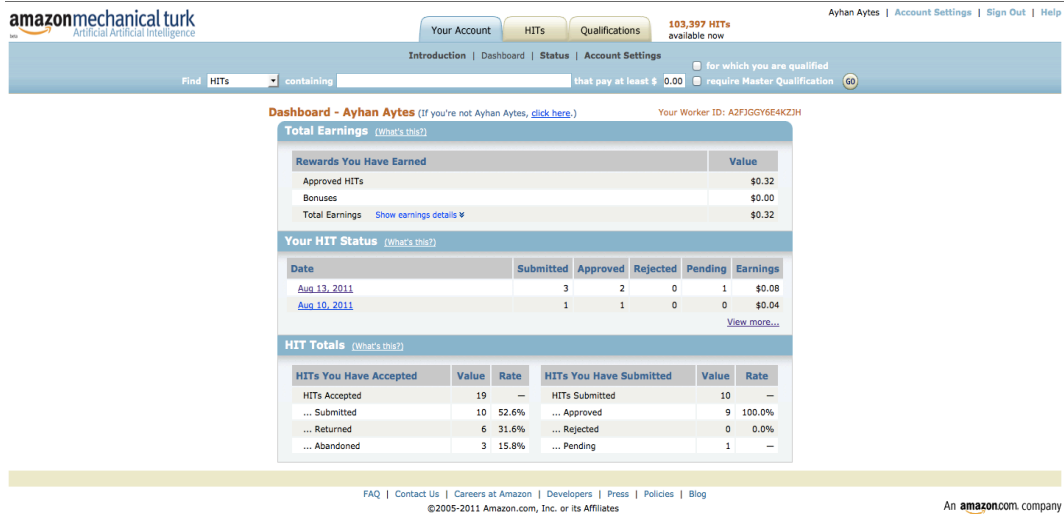 amazonmechanical turk
beta
Artificial Artificial Intelligence
Your Account
HITs
Qualifications
103,397 HITs
available now
Ayhan Aytes | Account Settings | Sign Out | Help
Introduction | Dashboard | Status | Account Settings
Find HITs containing that pay at least $ 0.00
for which you are qualified
require Master Qualification
GO
Dashboard - Ayhan Aytes (If you're not Ayhan Aytes, click here.) Your Worker ID: A2FJGGY6E4KZJH
Total Earnings (What's this?)
Rewards You Have Earned Value
Approved HITs $0.32
Bonuses $0.00
Total Earnings Show earnings details $0.32
Your HIT Status (What's this?)
Date Submitted Approved Rejected Pending Earnings
Aug 13, 2011 3 2 0 1 $0.08
Aug 10, 2011 1 1 0 0 $0.04
View more...
HIT Totals (What's this?)
HITs You Have Accepted Value Rate HITs You Have Submitted Value Rate
HITs Accepted 19 — HITs Submitted 10 —
... Submitted 10 52.6% ... Approved 9 100.0%
... Returned 6 31.6% ... Rejected 0 0.0%
... Abandoned 3 15.8% ... Pending 1 —
FAQ | Contact Us | Careers at Amazon | Developers | Press | Policies | Blog
©2005-2011 Amazon.com, Inc. or its Affiliates
An amazon.com. company